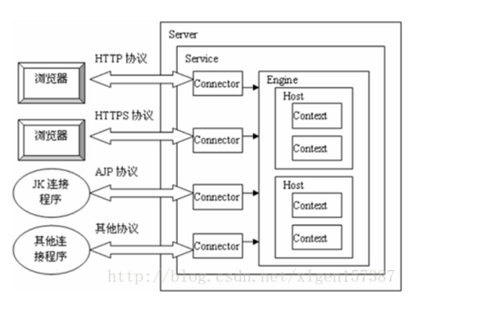 Server
Service
HTTP 协议
浏览器
Connector
Engine
Host
Context
Context
HTTPS 协议
浏览器
Connector
AJP 协议
JK 连接
程序
Connector
Host
Context
Context
其他协议
其他连
接程序
Connector
http://blog.csdn.net/xlgen157387